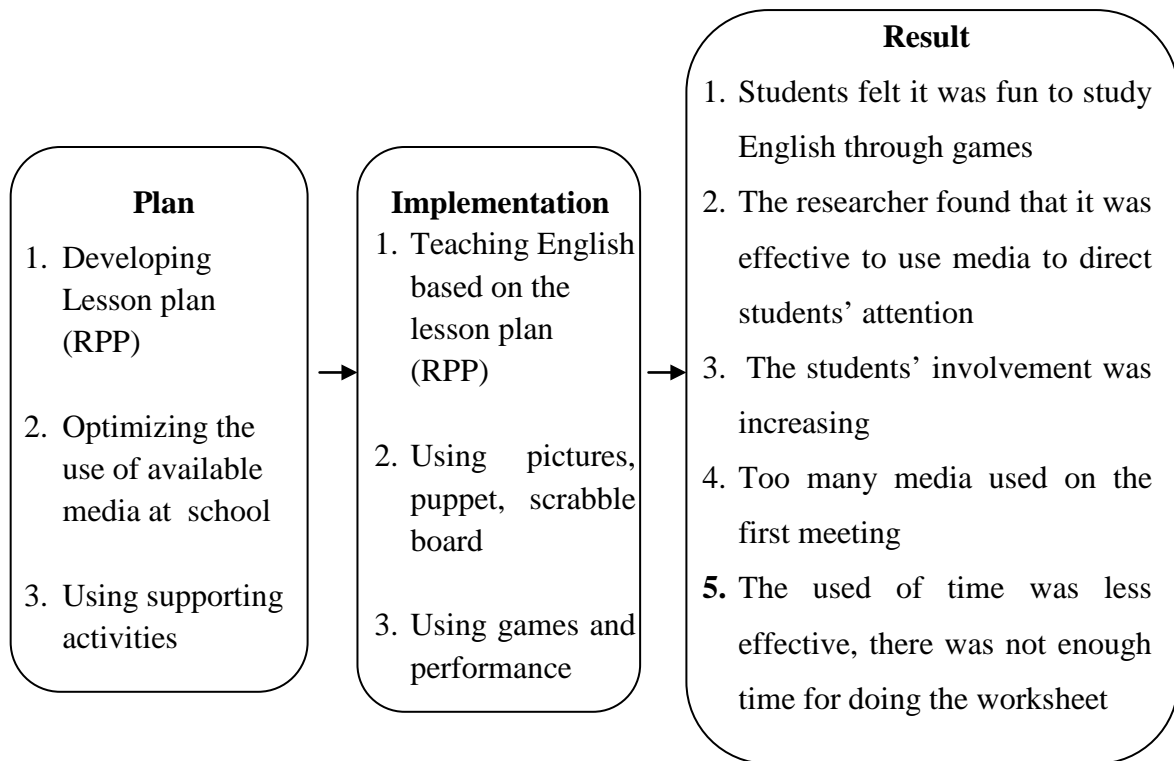 Plan
1. Developing
Lesson plan
(RPP)
2. Optimizing the
use of available
media at school
3. Using supporting
activities
Implementation
1. Teaching English
based on the
lesson plan
(RPP)
2. Using pictures,
puppet, scrabble
board
3. Using games and
performance
Result
1. Students felt it was fun to study
English through games
2. The researcher found that it was
effective to use media to direct
students’ attention
3. The students’ involvement was
increasing
4. Too many media used on the
first meeting
5. The used of time was less
effective, there was not enough
time for doing the worksheet